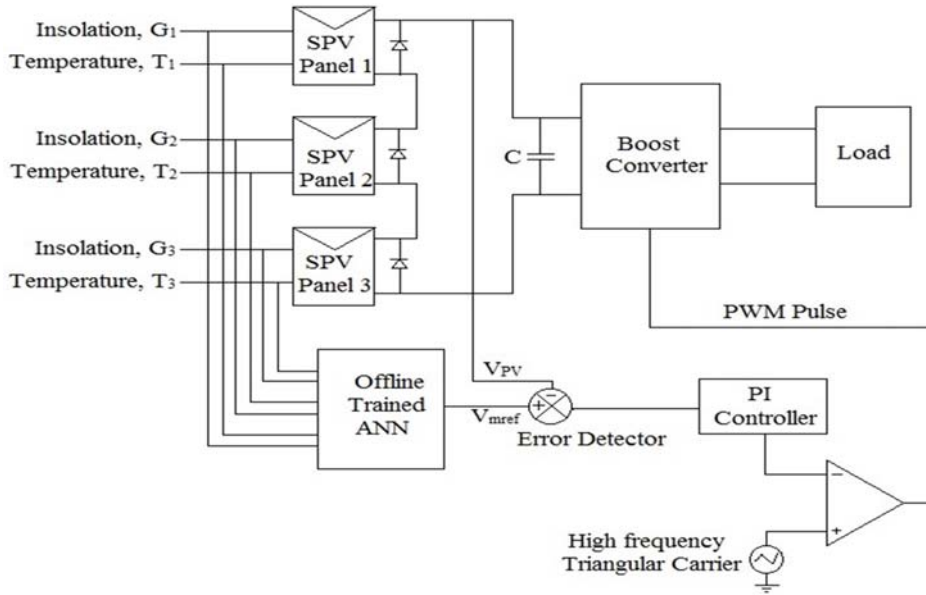 Insolation, G1
Temperature, T1
SPV
Panel 1
Insolation, G2
Temperature, T2
SPV
Panel 2
Insolation, G3
Temperature, T3
SPV
Panel 3
C
Boost
Converter
Load
PWM Pulse
Offline
Trained
ANN
VPV
Vmref
−
+
Error Detector
PI
Controller
−
+
High frequency
Triangular Carrier